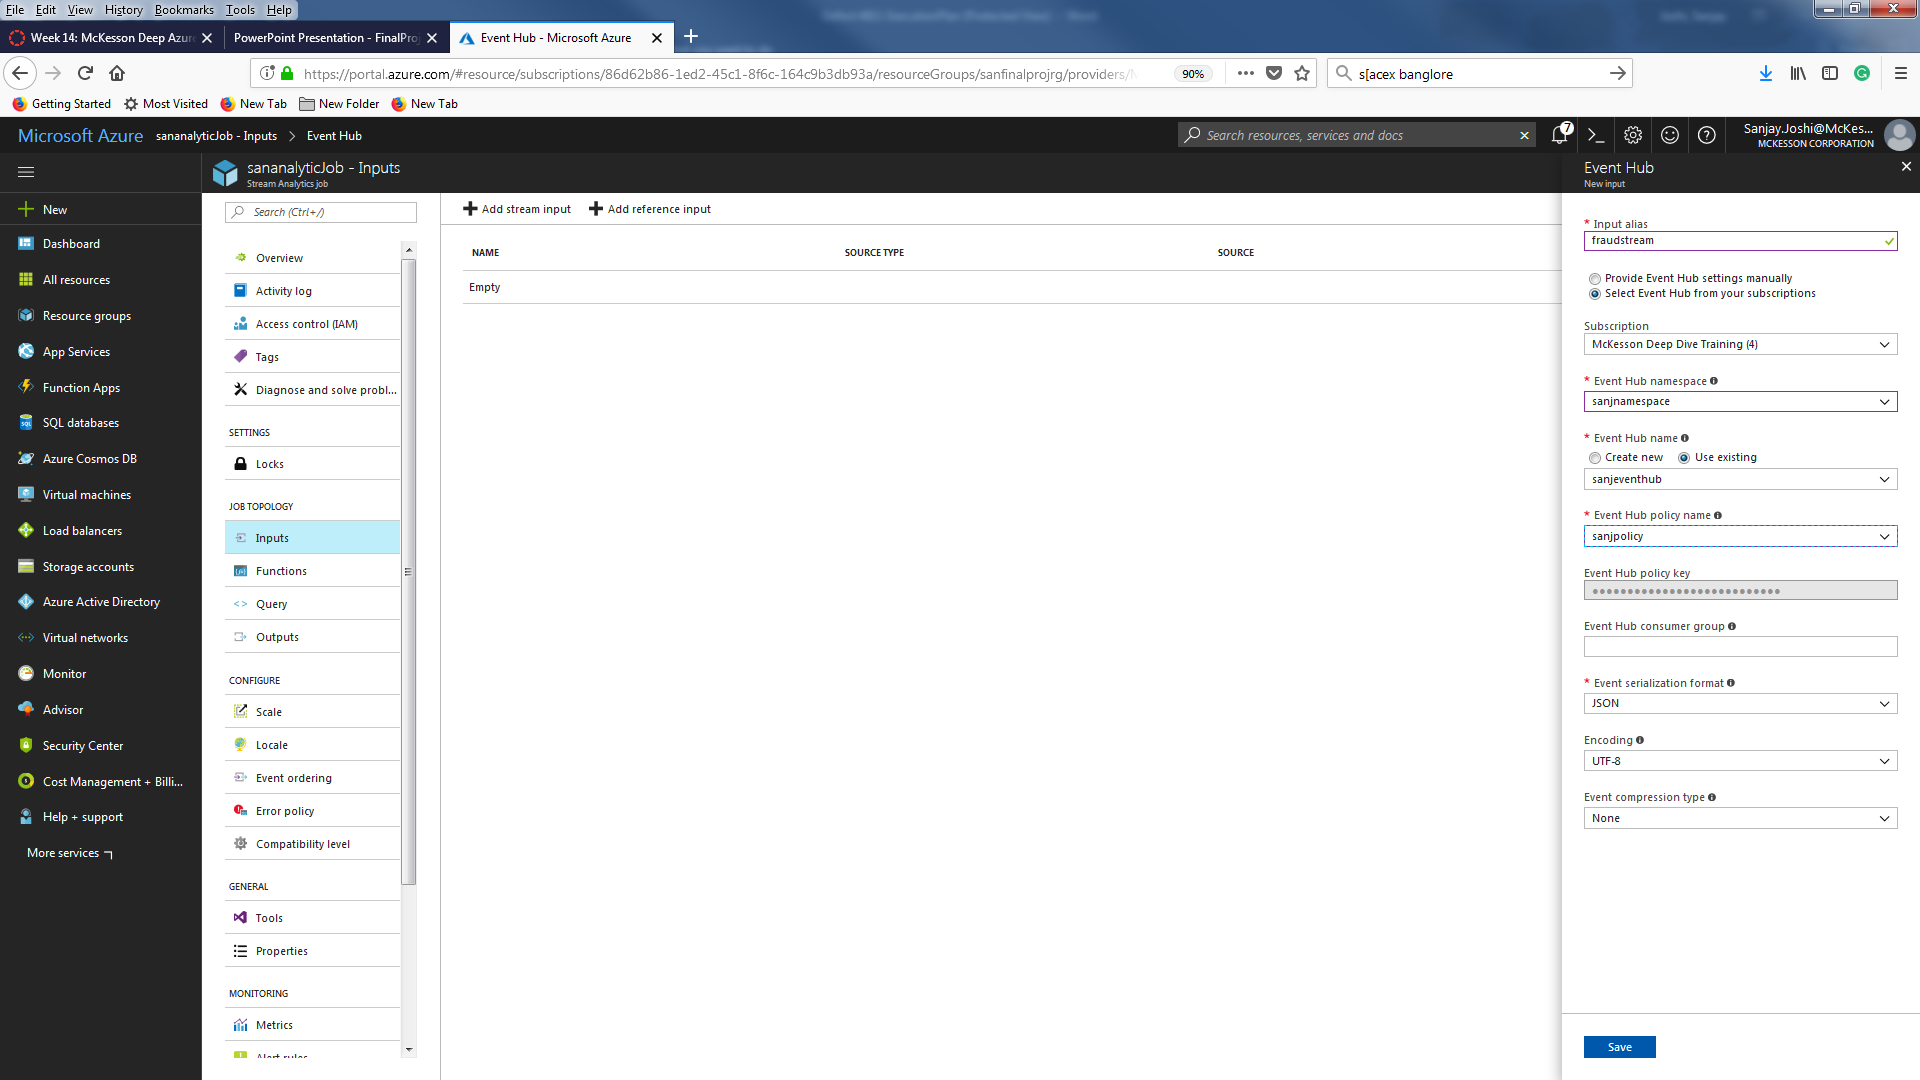 File Edit View History Bookmarks Tools Help
Week 14: McKesson Deep Azur
PowerPoint Presentation - FinalPro
Event Hub - Microsoft Azure
https://portal.azure.com/#resource/subscriptions/86d62b86-1ed2-45c1-8f6c-164c9b3db93a/resourceGroups/sanfinalprojrg/providers/M
90%
s[acex banglore
Getting Started Most Visited New Tab New Folder New Tab
Microsoft Azure sananalyticJob - Inputs > Event Hub
Search resources, services and docs
7
Sanjay.Joshi@McKes...
MCKESSON CORPORATION
New
Dashboard
All resources
Resource groups
App Services
Function Apps
SQL databases
Azure Cosmos DB
Virtual machines
Load balancers
Storage accounts
Azure Active Directory
Virtual networks
Monitor
Advisor
Security Center
Cost Management + Billi...
Help + support
More services
sananalyticJob - Inputs
Stream Analytics job
Search (Ctrl+/)
Overview
Activity log
Access control (IAM)
Tags
Diagnose and solve probl...
SETTINGS
Locks
JOB TOPOLOGY
Inputs
Functions
Query
Outputs
CONFIGURE
Scale
Locale
Event ordering
Error policy
Compatibility level
GENERAL
Tools
Properties
MONITORING
Metrics
Alert rules
Add stream input Add reference input
NAME SOURCE TYPE SOURCE
Empty
Event Hub
New input
* Input alias
fraudstream
Provide Event Hub settings manually
Select Event Hub from your subscriptions
Subscription
McKesson Deep Dive Training (4)
* Event Hub namespace
sanjnamespace
* Event Hub name
Create new Use existing
sanjeventhub
* Event Hub policy name
sanjpolicy
Event Hub policy key
Event Hub consumer group
* Event serialization format
JSON
Encoding
UTF-8
Event compression type
None
Save